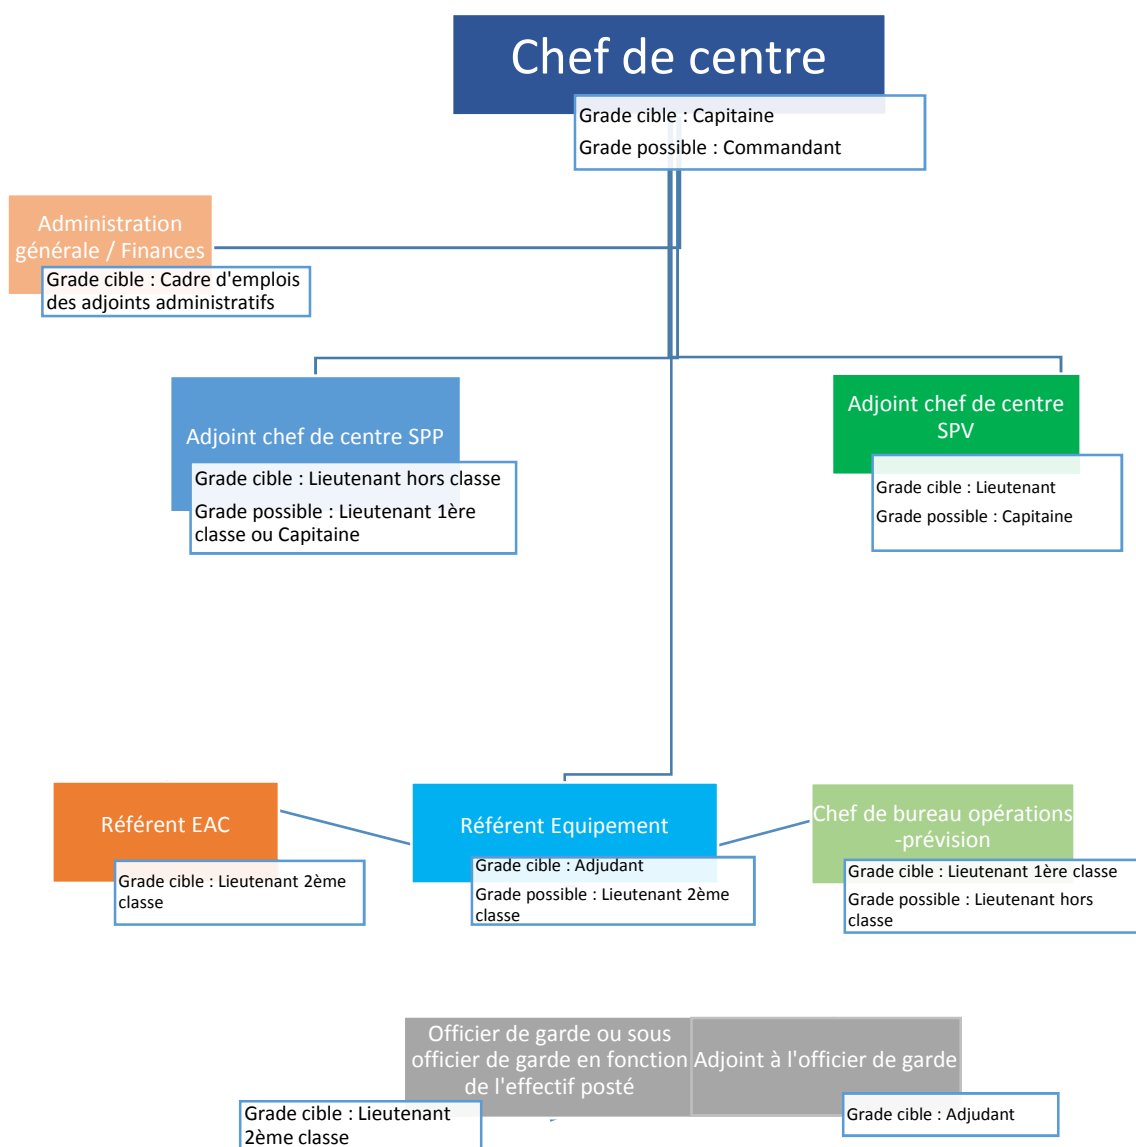 Chef de centre
Grade cible : Capitaine
Grade possible : Commandant
Administration
générale / Finances
Grade cible : Cadre d'emplois
des adjoints administratifs
Adjoint chef de centre SPP
Grade cible : Lieutenant hors classe
Grade possible : Lieutenant 1ère
classe ou Capitaine
Adjoint chef de centre
SPV
Grade cible : Lieutenant
Grade possible : Capitaine
Référent EAC
Grade cible : Lieutenant 2ème
classe
Référent Equipement
Grade cible : Adjudant
Grade possible : Lieutenant 2ème
classe
Chef de bureau opérations
-prévision
Grade cible : Lieutenant 1ère classe
Grade possible : Lieutenant hors
classe
Officier de garde ou sous
officier de garde en fonction
de l'effectif posté
Grade cible : Lieutenant
2ème classe
Adjoint à l'officier de garde
Grade cible : Adjudant